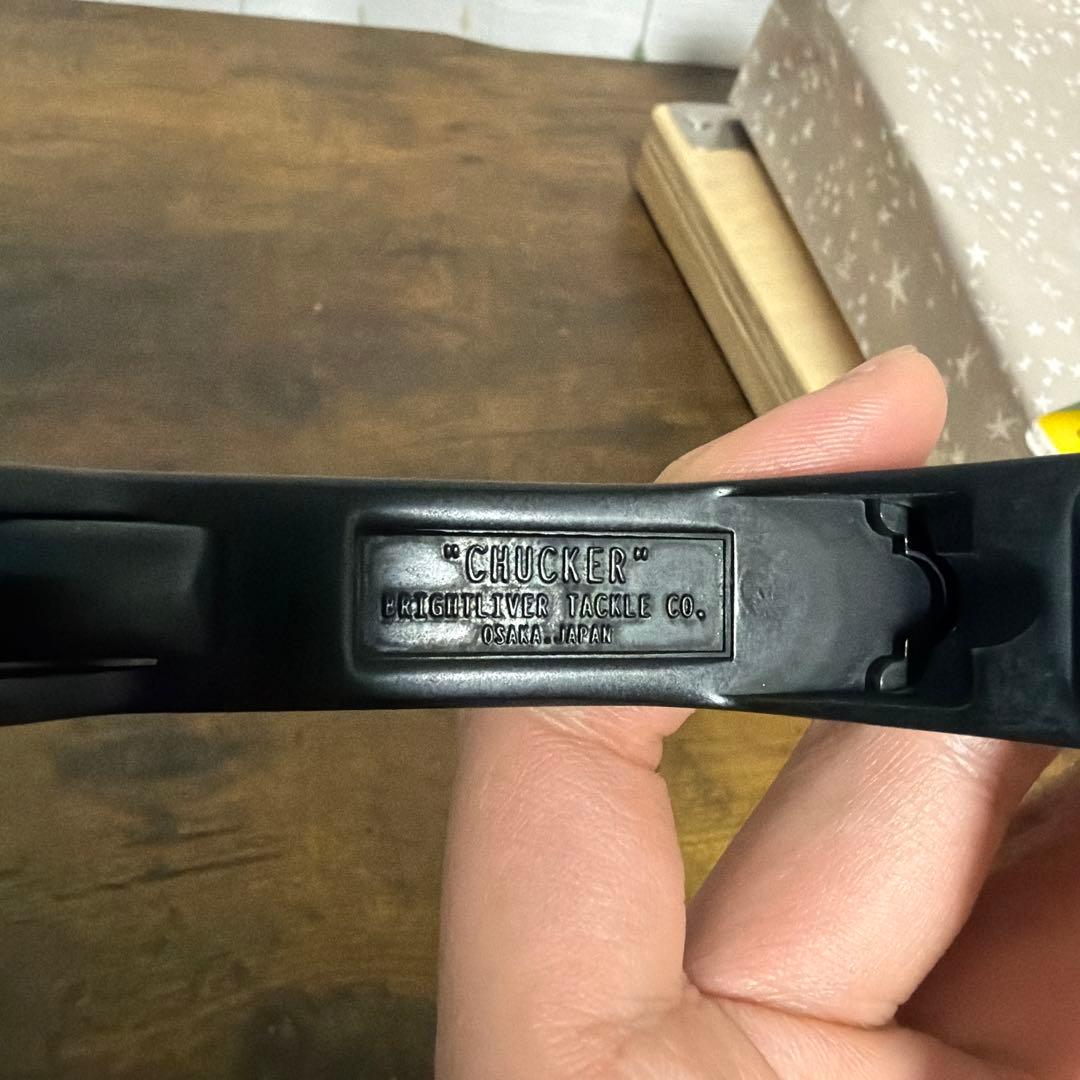 "CHUCKER"
BRIGHTLIVER TACKLE CO.
OSAKA.JAPAN